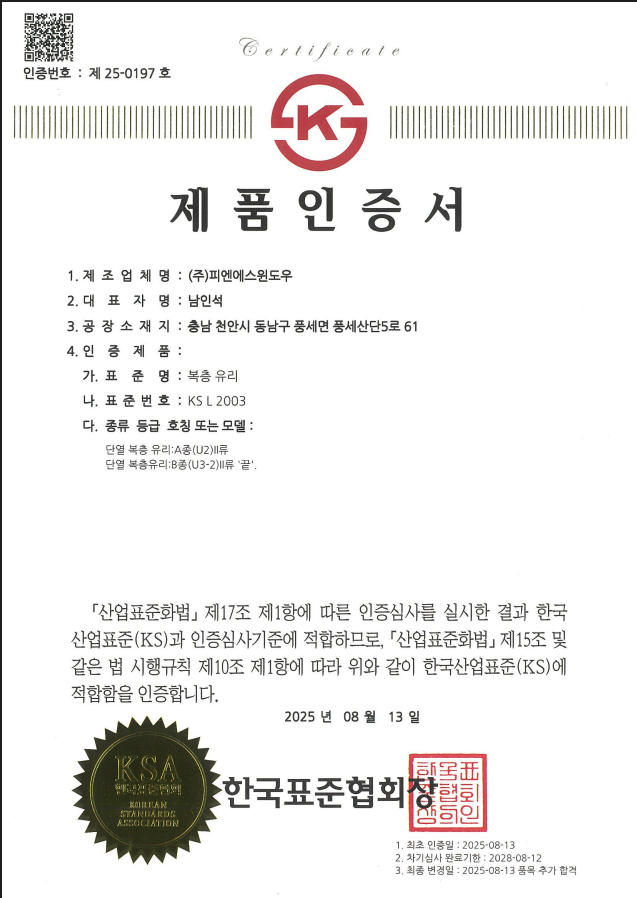 Certificate
인증번호 : 제 25-0197 호
K
제품인증서
1. 제조업체명 : (주)피엔에스윈도우
2. 대표자명 : 남인석
3. 공장소재지 : 충남 천안시 동남구 풍세면 풍세산단5로 61
4. 인증제품 :
가. 표준명 : 복층 유리
나. 표준번호 : KS L 2003
다. 종류 등급 호칭 또는 모델 :
단열 복층 유리:A종(U2)II류
단열 복층유리:B종(U3-2)II류 '끝'.
「산업표준화법」 제17조 제1항에 따른 인증심사를 실시한 결과 한국
산업표준(KS)과 인증심사기준에 적합하므로, 「산업표준화법」 제15조 및
같은 법 시행규칙 제10조 제1항에 따라 위와 같이 한국산업표준(KS)에
적합함을 인증합니다.
2025 년 08 월 13 일
KSA
한국표준협회
KOREAN
STANDARDS
ASSOCIATION
한국표준협회장
1. 최초 인증일 : 2025-08-13
2. 차기심사 완료기한 : 2028-08-12
3. 최종 변경일 : 2025-08-13 품목 추가 합격